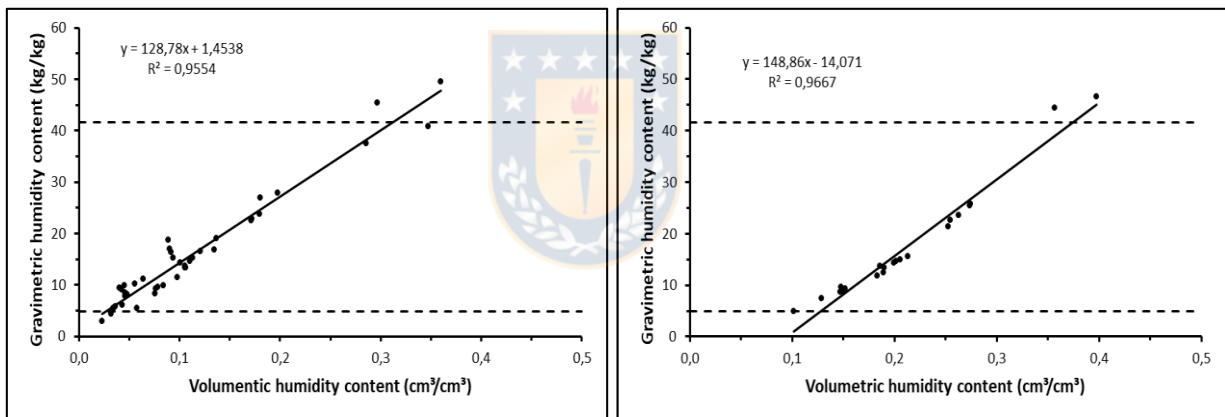 60
50
40
30
20
10
0
Gravimetric humidity content (kg/kg)
y = 128,78x + 1,4538
R² = 0,9554
0,0 0,1 0,2 0,3 0,4 0,5
Volumentic humidity content (cm³/cm³)
60
50
40
30
20
10
0
Gravimetric humidity content (kg/kg)
y = 148,86x - 14,071
R² = 0,9667
0,0 0,1 0,2 0,3 0,4 0,5
Volumetric humidity content (cm³/cm³)